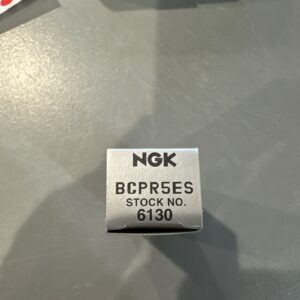 NGK
BCPR5ES
STOCK NO.
6130